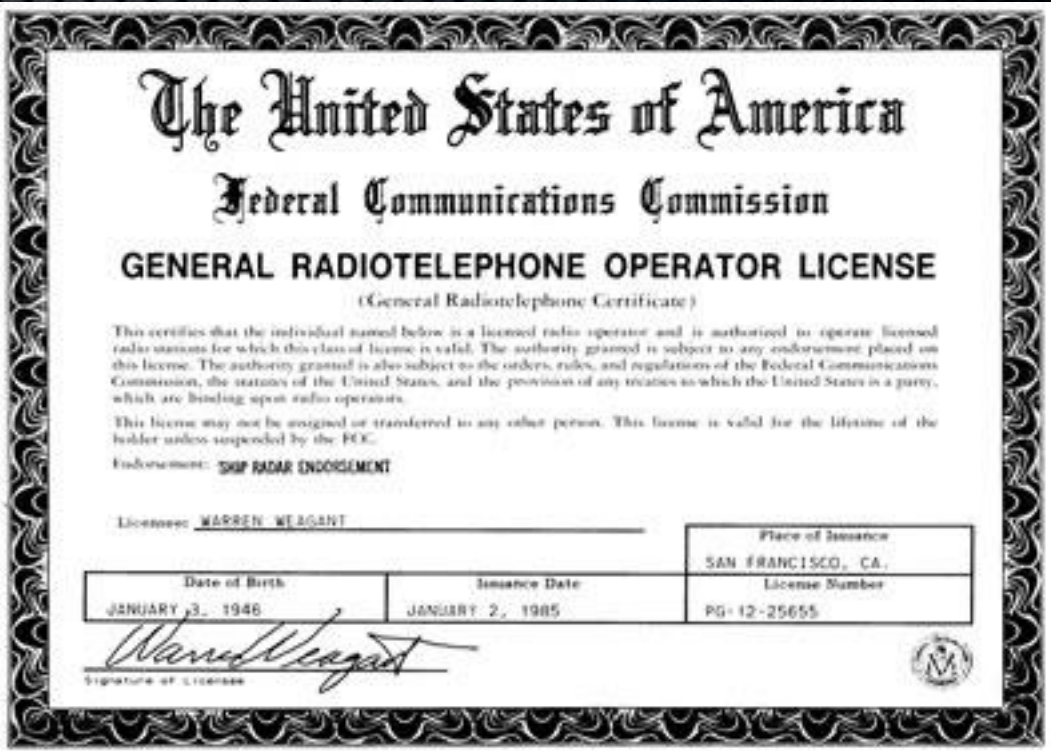 The United States of America
Federal Communications Commission
GENERAL RADIOTELEPHONE OPERATOR LICENSE
(General Radiotelephone Certificate)
This certifies that the individual named below is a licensed radio operator and is authorized to operate licensed
radio stations for which this class of license is valid. The authority granted is subject to any endorsement placed on
this license. The authority granted is also subject to the orders, rules, and regulations of the Federal Communications
Commission, the statutes of the United States, and the provision of any treaties to which the United States is a party,
which are binding upon radio operators.
This license may not be assigned or transferred to any other person. This license is valid for the lifetime of the
holder unless suspended by the FCC.
Endorsement: SHIP RADAR ENDORSEMENT
Licensee: WARREN WEAGANT
Place of Issuance
SAN FRANCISCO, CA.
Date of Birth Issuance Date License Number
JANUARY 3, 1946 JANUARY 2, 1985 PG-12-25655
Warren Weagant
Signature of Licensee